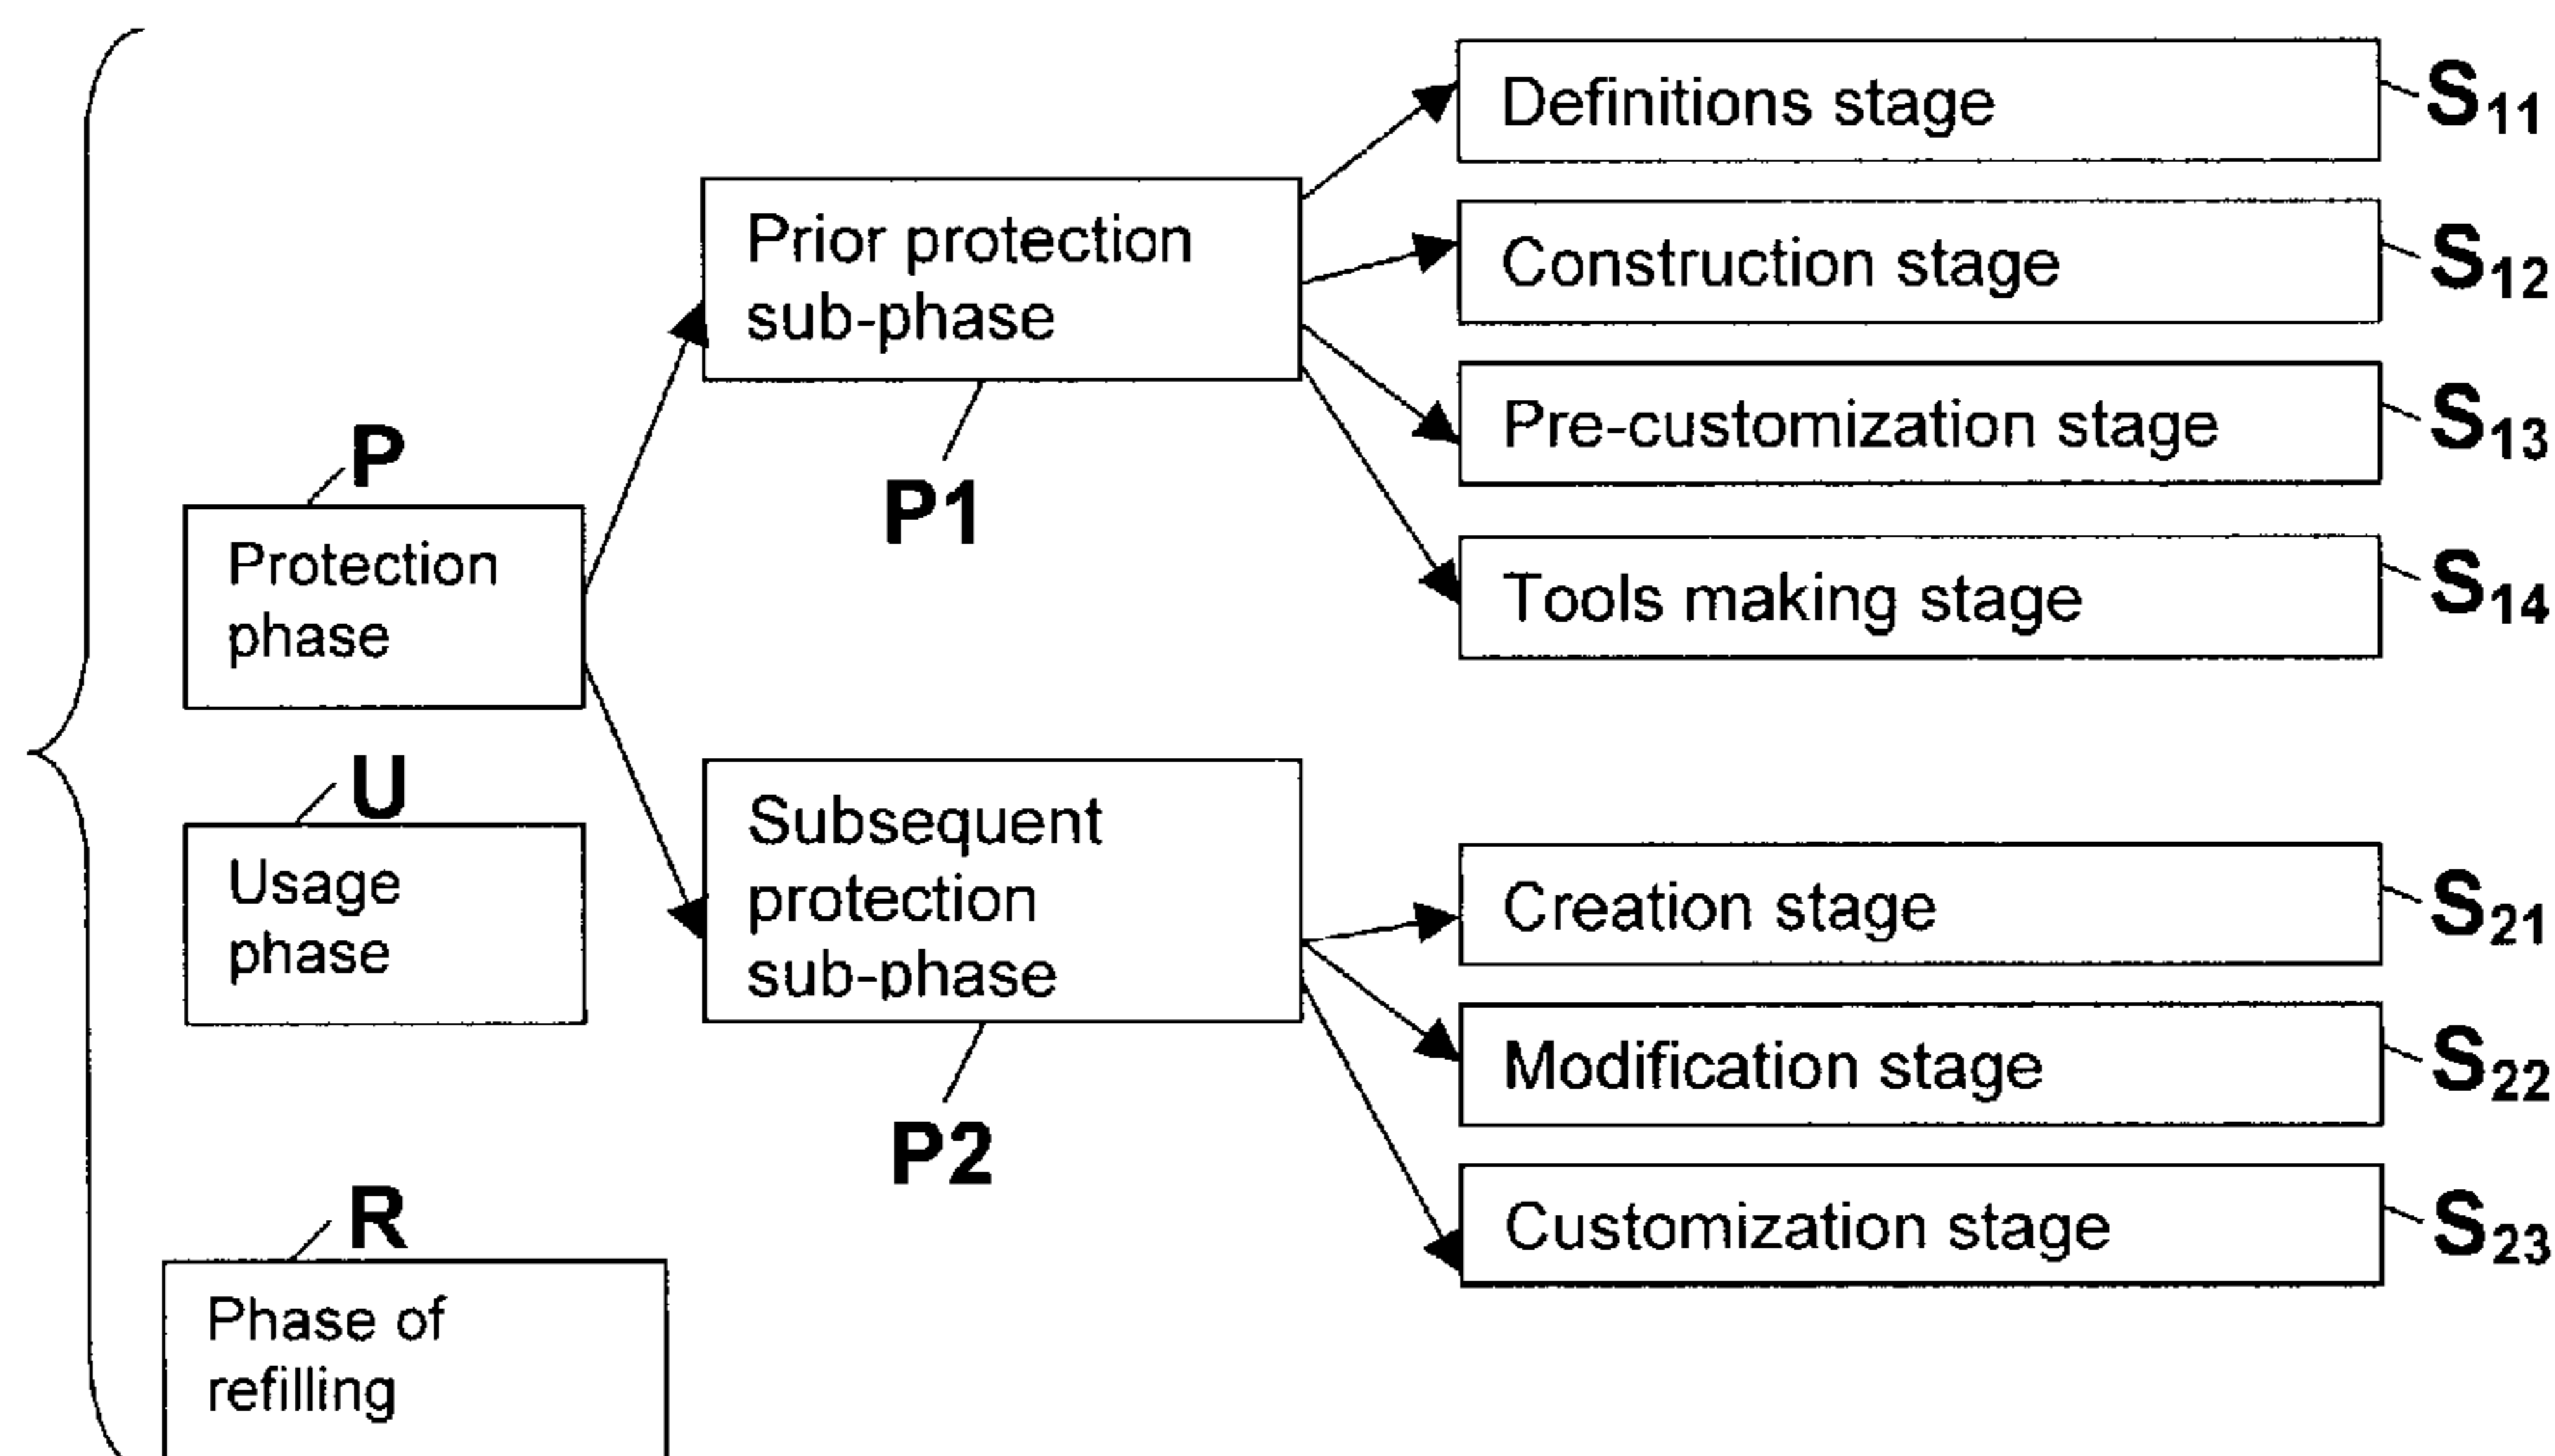 Definitions stage
S11
Prior protection
sub-phase
Construction stage
S12
Pre-customization stage
S13
P
P1
Protection
phase
Tools making stage
S14
U
Usage
phase
Subsequent
protection
sub-phase
Creation stage
S21
Modification stage
S22
P2
R
Customization stage
S23
Phase of
refilling